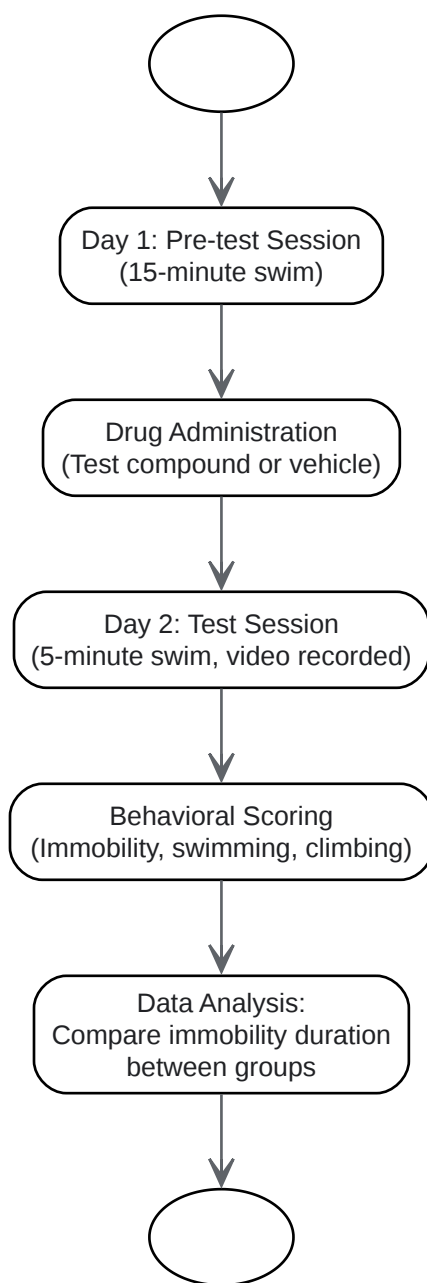 Day 1: Pre-test Session
(15-minute swim)
Drug Administration
(Test compound or vehicle)
Day 2: Test Session
(5-minute swim, video recorded)
Behavioral Scoring
(Immobility, swimming, climbing)
Data Analysis:
Compare immobility duration
between groups